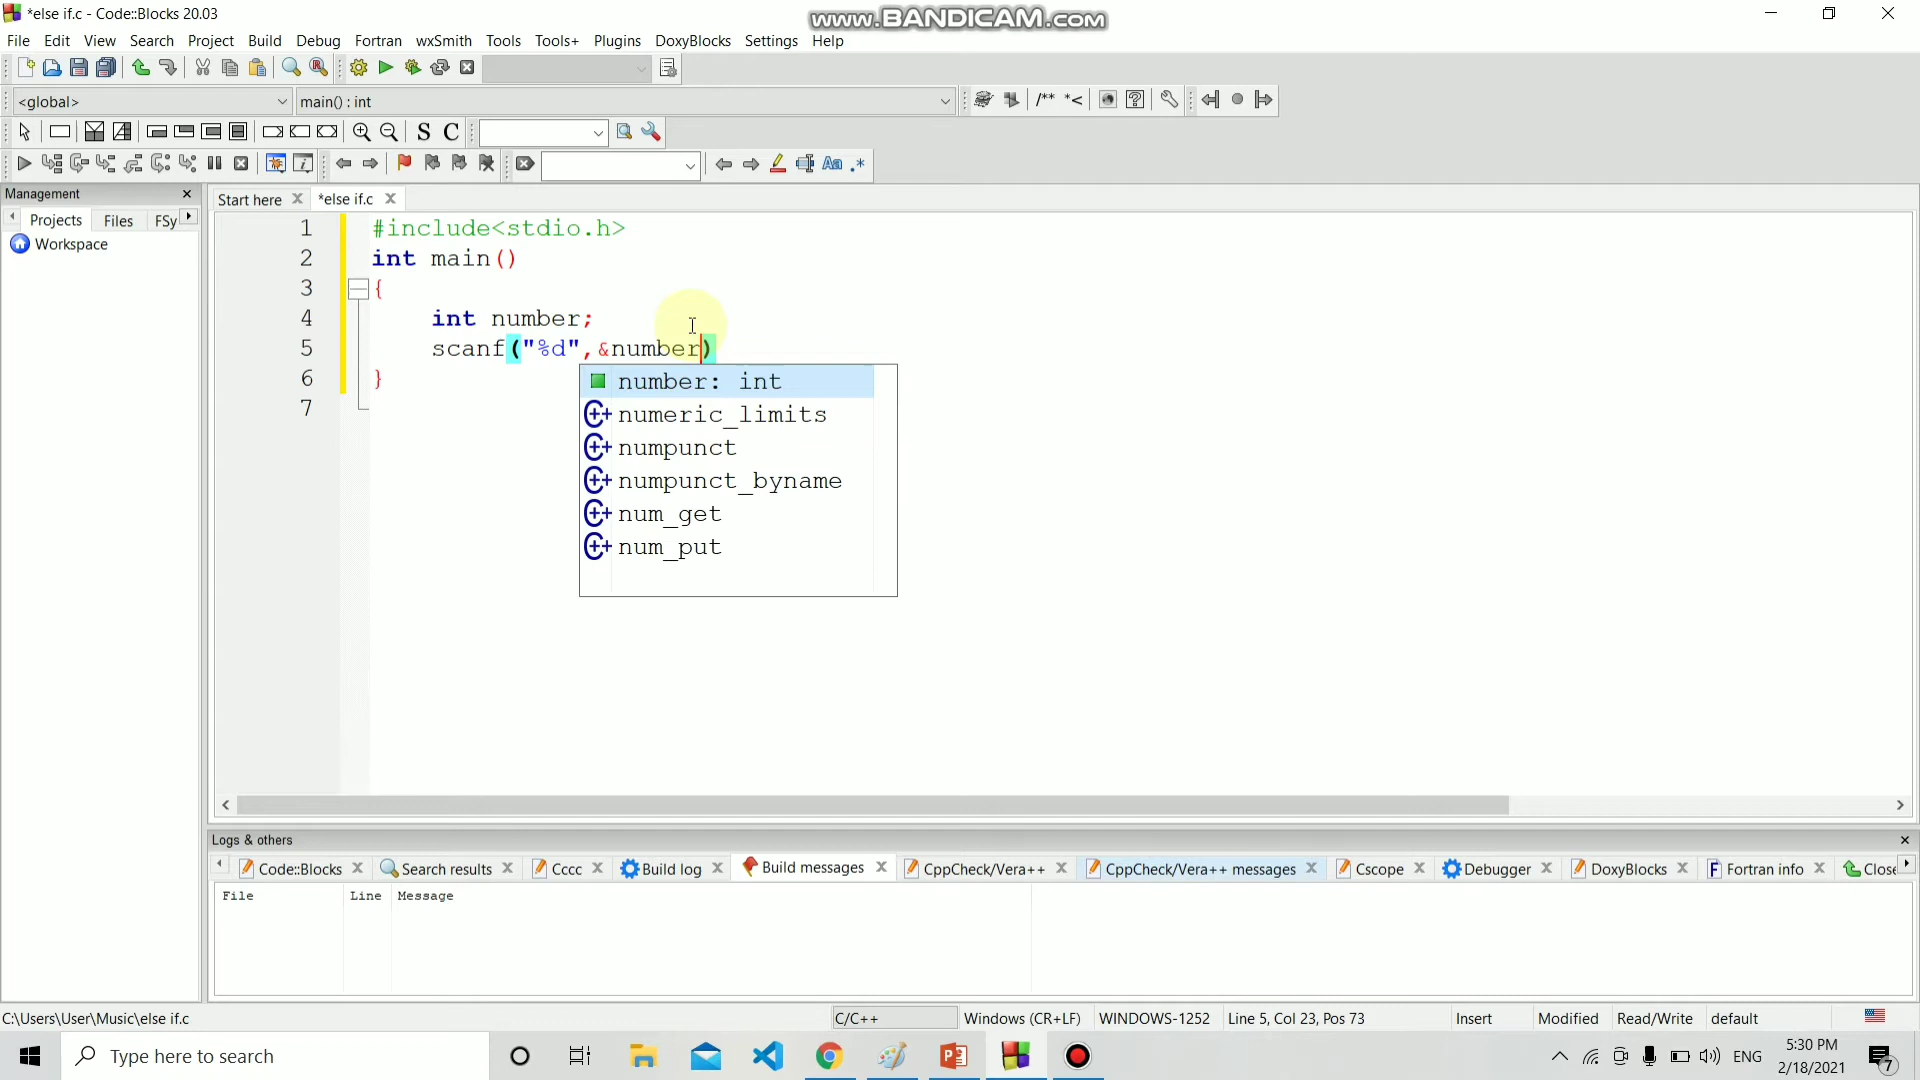 *else if.c - Code::Blocks 20.03
www.BANDICAM.com
File Edit View Search Project Build Debug Fortran wxSmith Tools Tools+ Plugins DoxyBlocks Settings Help
<global>
main() : int
/** *<
S C
Aa .*
Management
Start here
*else if.c
Projects Files FSy
Workspace
1 #include<stdio.h>
2 int main()
3 {
4 int number;
5 scanf("%d",&number)
6 }
7
number: int
numeric_limits
numpunct
numpunct_byname
num_get
num_put
Logs & others
Code::Blocks Search results Cccc Build log Build messages CppCheck/Vera++ CppCheck/Vera++ messages Cscope Debugger DoxyBlocks Fortran info Close
File Line Message
C:\Users\User\Music\else if.c C/C++ Windows (CR+LF) WINDOWS-1252 Line 5, Col 23, Pos 73 Insert Modified Read/Write default
Type here to search
ENG
5:30 PM
2/18/2021
7